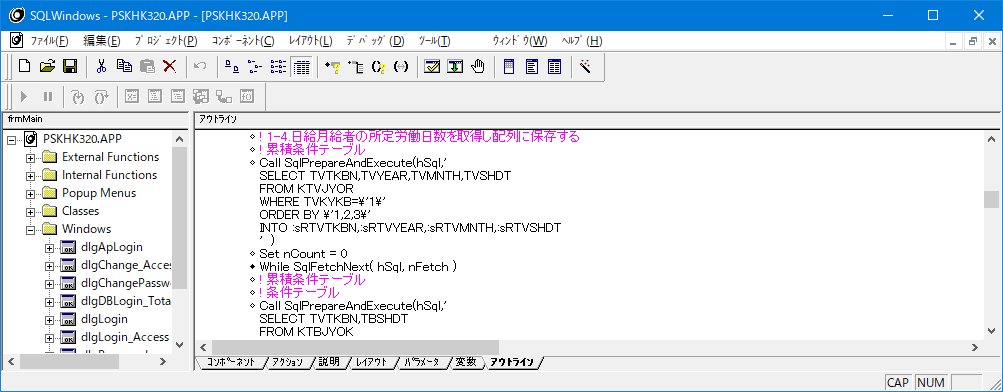 SQLWindows - PSKHK320.APP - [PSKHK320.APP]
ファイル(F) 編集(E) プロジェクト(P) コンポーネント(C) レイアウト(L) デバッグ(D) ツール(T) ウィンドウ(W) ヘルプ(H)
frmMain
PSKHK320.APP
External Functions
Internal Functions
Popup Menus
Classes
Windows
dlgApLogin
dlgChange_Acce
dlgChangePassw
dlgDBLogin_Tota
dlgLogin
dlgLogin_Access
アウトライン
! 1-4.日給月給者の所定労働日数を取得し配列に保存する
! 累積条件テーブル
Call SqlPrepareAndExecute(hSql,'
SELECT TVTKBN,TVYEAR,TVMNTH,TVSHDT
FROM KTVJYOR
WHERE TVKYKB=¥'1¥'
ORDER BY ¥'1,2,3¥'
INTO :sRTVTKBN,:sRTVYEAR,:sRTVMNTH,:sRTVSHDT
' )
Set nCount = 0
While SqlFetchNext( hSql, nFetch )
! 累積条件テーブル
! 条件テーブル
Call SqlPrepareAndExecute(hSql,'
SELECT TVTKBN,TBSHDT
FROM KTBJYOK
コンポーネント アクション 説明 レイアウト パラメータ 変数 アウトライン
CAP NUM